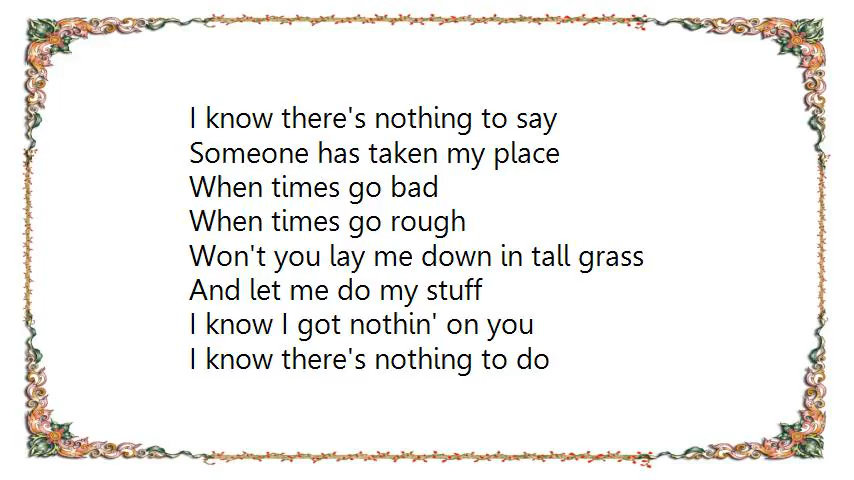 I know there's nothing to say
Someone has taken my place
When times go bad
When times go rough
Won't you lay me down in tall grass
And let me do my stuff
I know I got nothin' on you
I know there's nothing to do